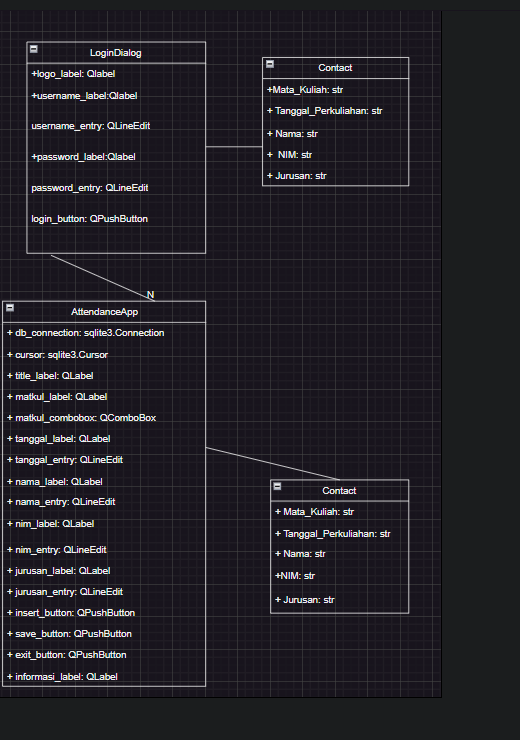 LoginDialog
+logo_label: Qlabel
+username_label:Qlabel
username_entry: QLineEdit
+password_label:Qlabel
password_entry: QLineEdit
login_button: QPushButton
Contact
+Mata_Kuliah: str
+ Tanggal_Perkuliahan: str
+ Nama: str
+ NIM: str
+ Jurusan: str
N
AttendanceApp
+ db_connection: sqlite3.Connection
+ cursor: sqlite3.Cursor
+ title_label: QLabel
+ matkul_label: QLabel
+ matkul_combobox: QComboBox
+ tanggal_label: QLabel
+ tanggal_entry: QLineEdit
+ nama_label: QLabel
+ nama_entry: QLineEdit
+ nim_label: QLabel
+ nim_entry: QLineEdit
+ jurusan_label: QLabel
+ jurusan_entry: QLineEdit
+ insert_button: QPushButton
+ save_button: QPushButton
+ exit_button: QPushButton
+ informasi_label: QLabel
Contact
+ Mata_Kuliah: str
+ Tanggal_Perkuliahan: str
+ Nama: str
+NIM: str
+ Jurusan: str